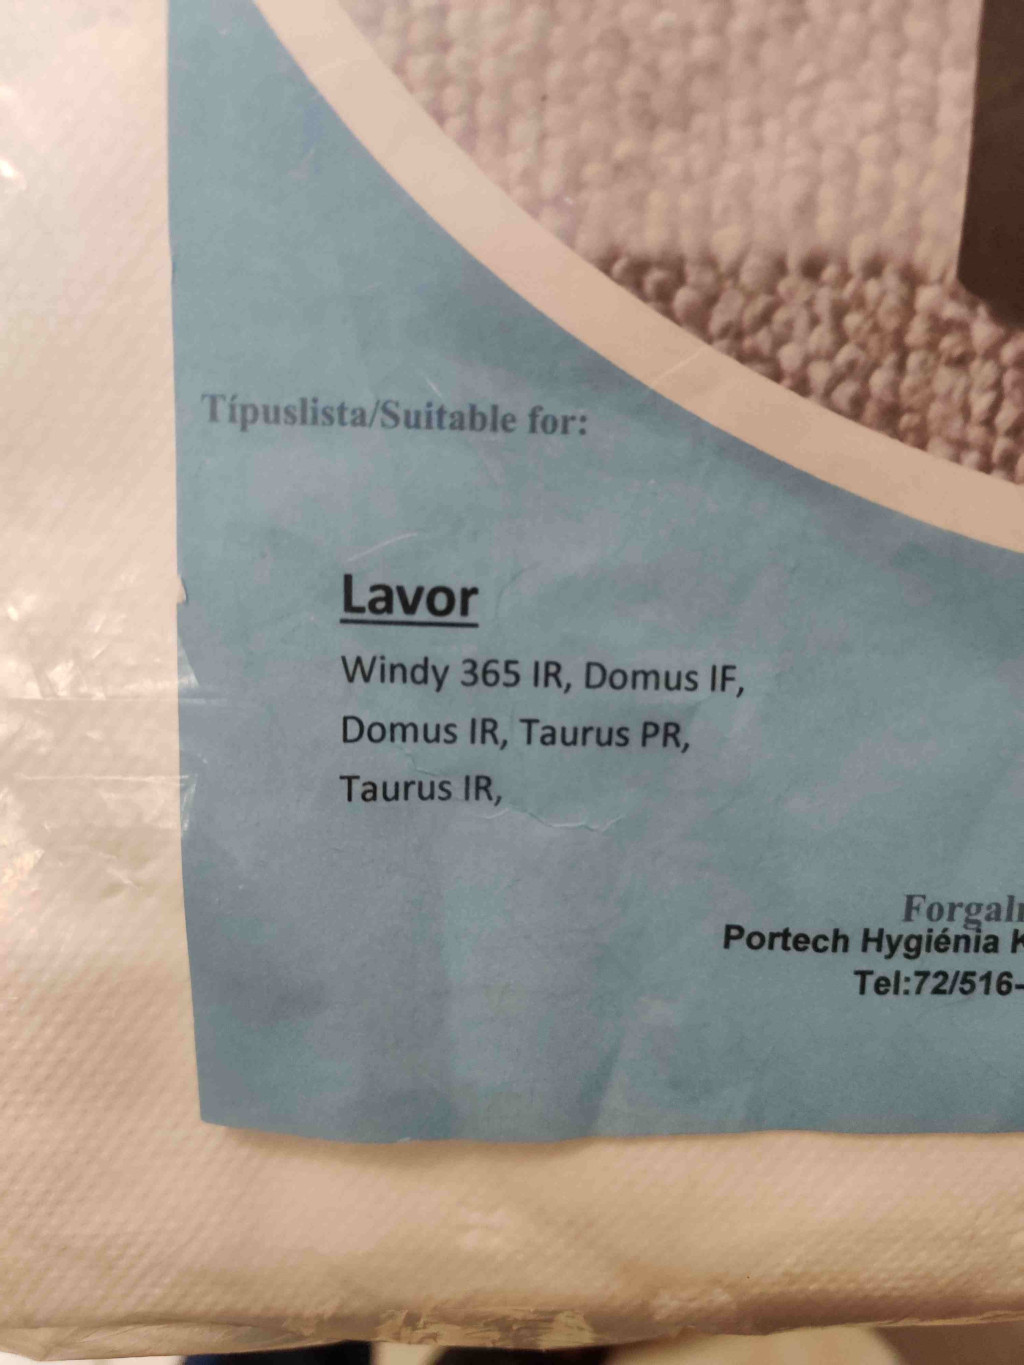 Típuslista/Suitable for:
Lavor
Windy 365 IR, Domus IF,
Domus IR, Taurus PR,
Taurus IR,
Portech Hygiénia
Tel:72/516-